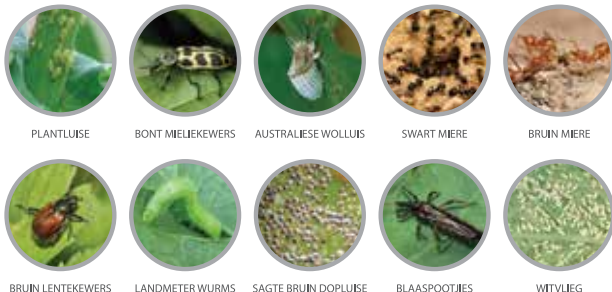 PLANTLUISE
BONT MIELIEKEWERS
AUSTRALIESE WOLLUIS
SWART MIERE
BRUIN MIERE
BRUIN LENTEKEWERS
LANDMETER WURMS
SAGTE BRUIN DOPLUISE
BLAASPOOTJIES
WITVLIEG